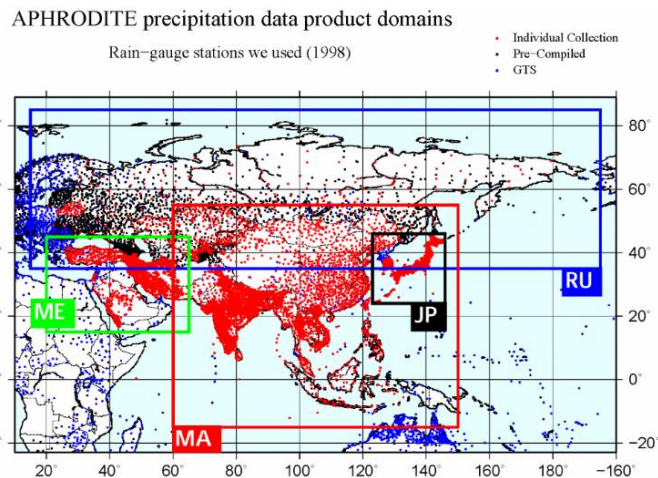 APHRODITE precipitation data product domains
Rain-gauge stations we used (1998)
Individual Collection
Pre-Compiled
GTS
80°
60°
40°
20°
0°
-20°
RU
ME
JP
MA
20° 40° 60° 80° 100° 120° 140° 160° 180° -160°